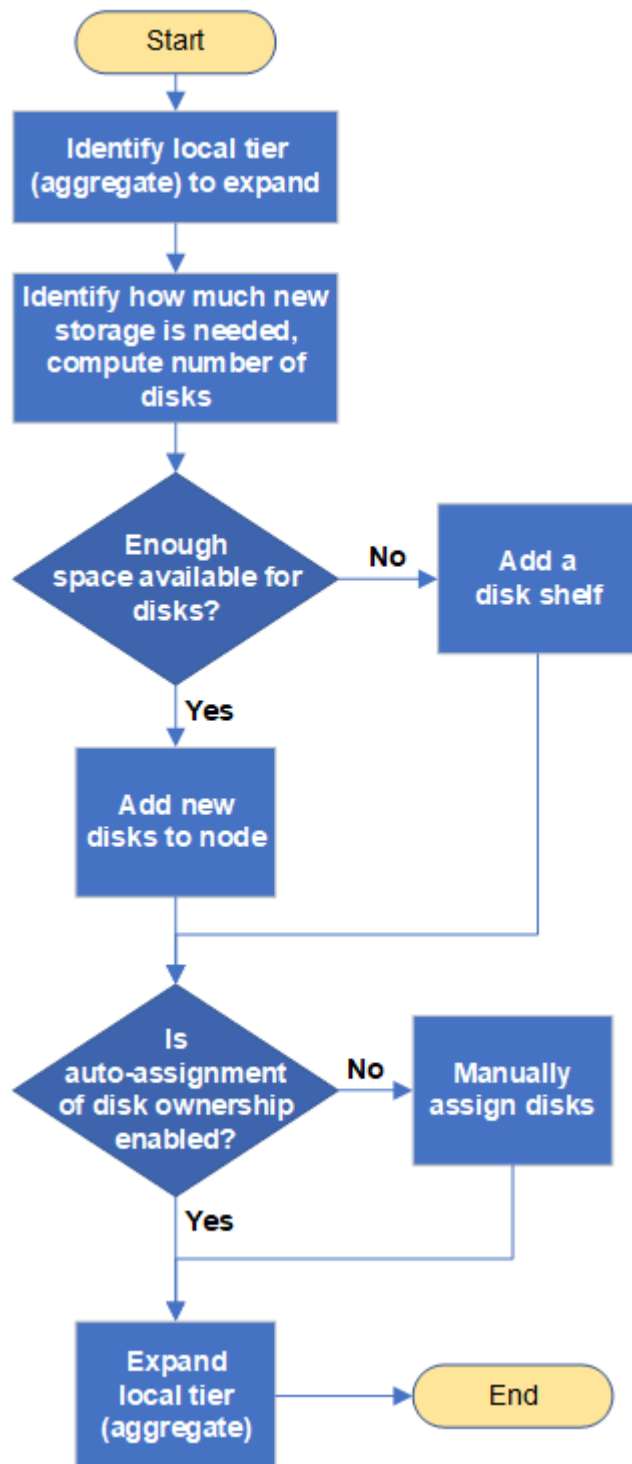 Start
Identify local tier
(aggregate) to expand
Identify how much new
storage is needed,
compute number of
disks
Enough
space available for
disks?
No
Add a
disk shelf
Yes
Add new
disks to node
Is
auto-assignment
of disk ownership
enabled?
No
Manually
assign disks
Yes
Expand
local tier
(aggregate)
End